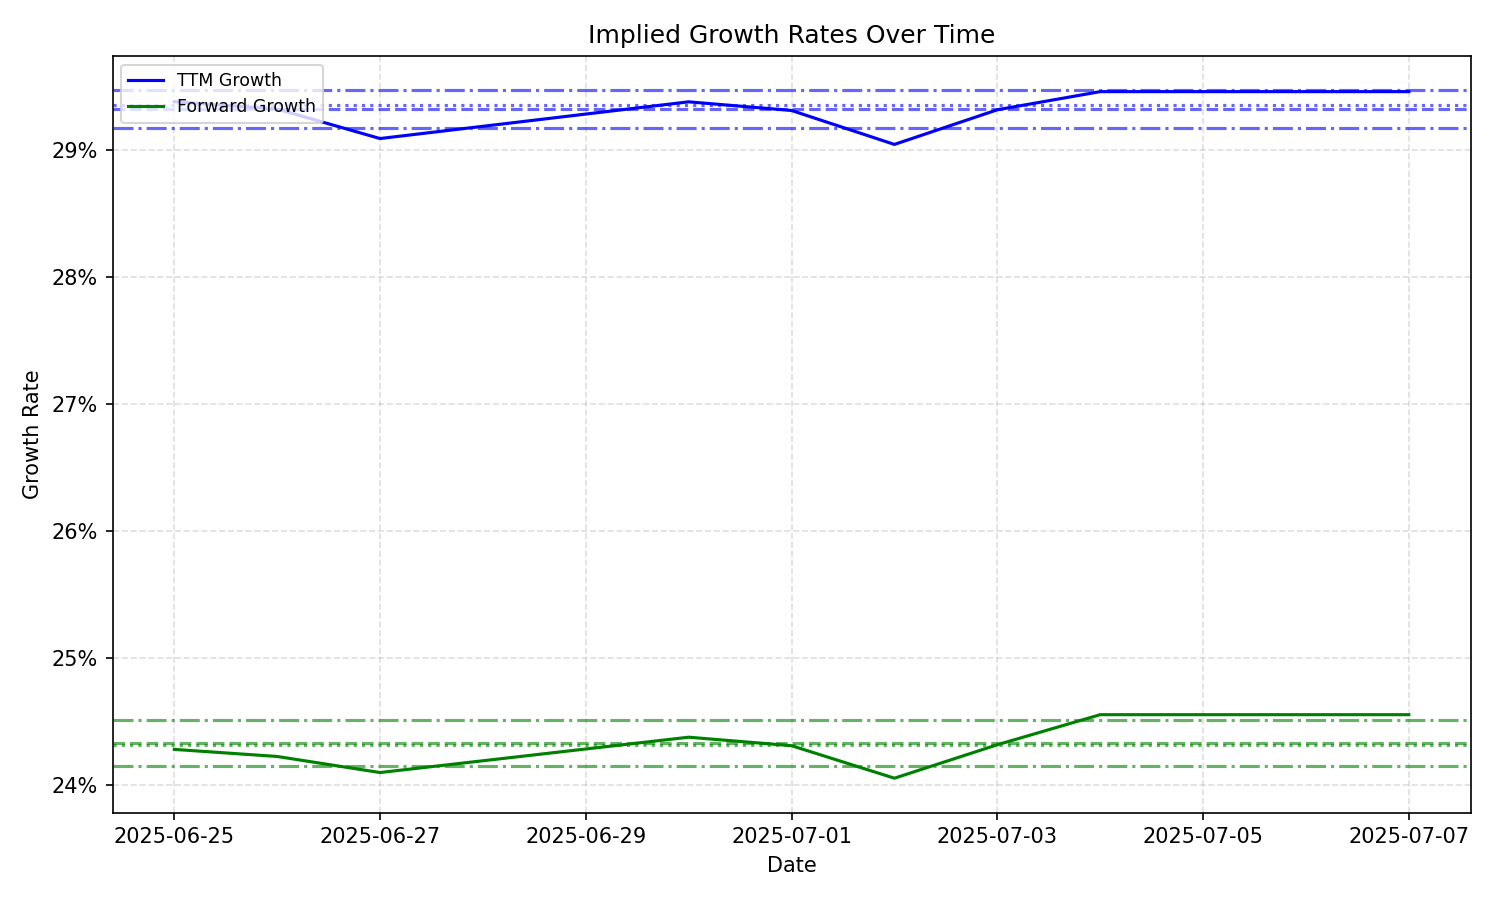 Implied Growth Rates Over Time
TTM Growth
Forward Growth
29%
28%
27%
26%
25%
24%
Growth Rate
2025-06-25
2025-06-27
2025-06-29
2025-07-01
2025-07-03
2025-07-05
2025-07-07
Date